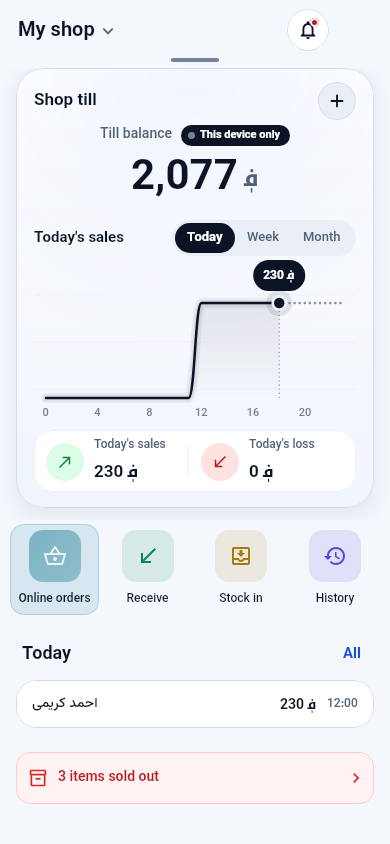 My shop
Shop till
Till balance This device only
2,077 ؋
Today's sales Today Week Month
230 ؋
0 4 8 12 16 20
Today's sales
230 ؋
Today's loss
0 ؋
Online orders Receive Stock in History
Today All
احمد کریمی 230 ؋ 12:00
3 items sold out